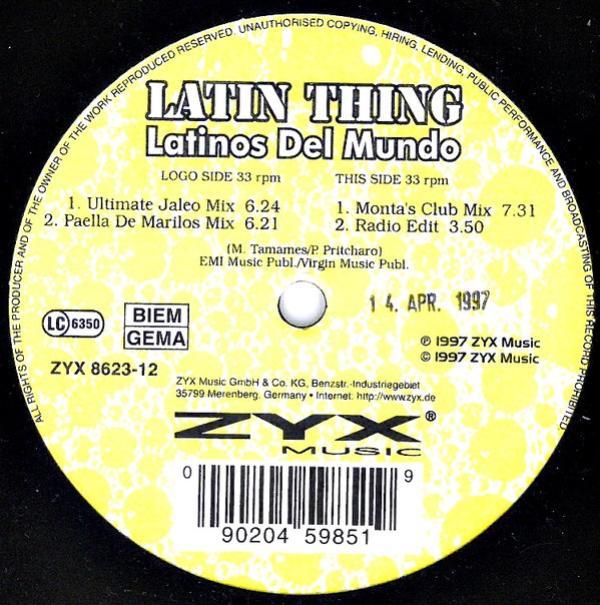 ALL RIGHTS OF THE PRODUCER AND OF THE OWNER OF THE WORK REPRODUCED RESERVED. UNAUTHORISED COPYING, HIRING, LENDING, PUBLIC PERFORMANCE AND BROADCASTING OF THIS RECORD PROHIBITED.
LATIN THING
Latinos Del Mundo
LOGO SIDE 33 rpm
1. Ultimate Jaleo Mix 6.24
2. Paella De Marilos Mix 6.21
THIS SIDE 33 rpm
1. Monta's Club Mix 7.31
2. Radio Edit 3.50
(M. Tamames/P. Pritcharo)
EMI Music Publ./Virgin Music Publ.
14. APR. 1997
LC 6350
BIEM
GEMA
ZYX 8623-12
℗ 1997 ZYX Music
© 1997 ZYX Music
ZYX Music GmbH & Co. KG, Benzstr.-Industriegebiet
35799 Merenberg, Germany • Internet: http://www.zyx.de
ZYX®
MUSIC
0 90204 59851 9